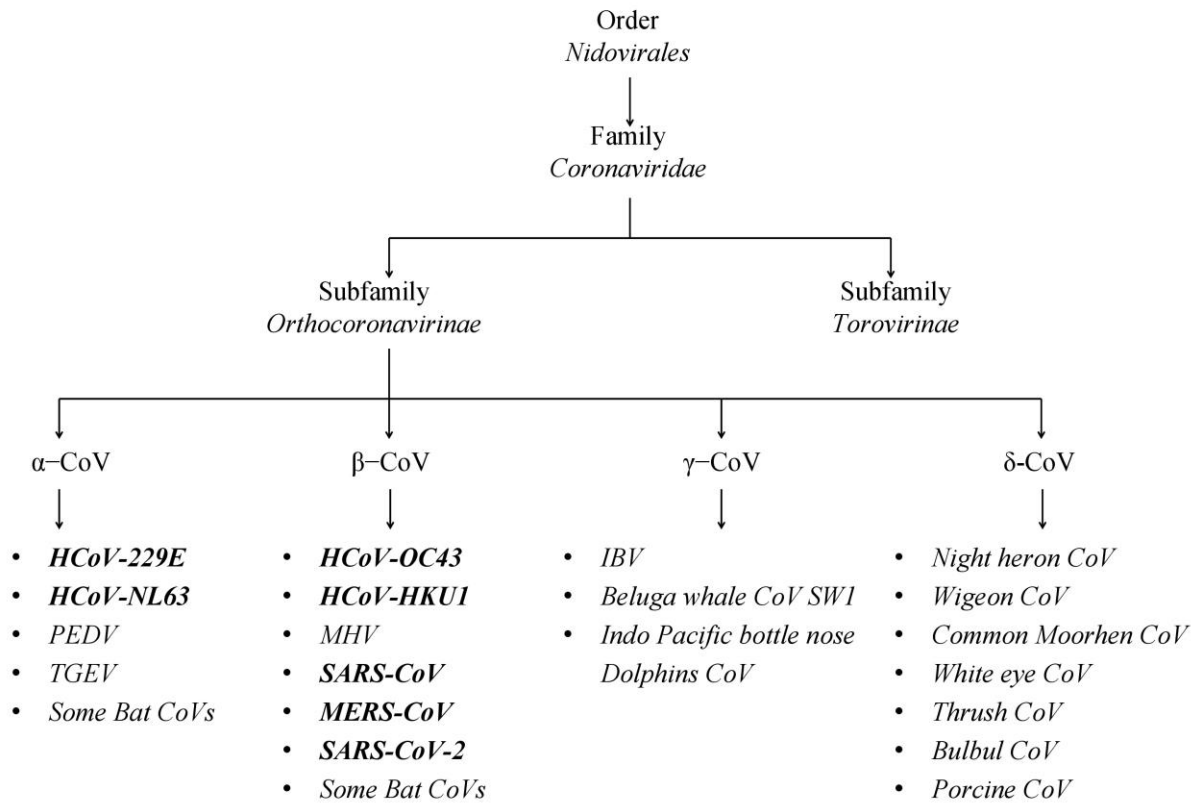 Order
Nidovirales
Family
Coronaviridae
Subfamily
Orthocoronavirinae
Subfamily
Torovirinae
α−CoV
β−CoV
γ−CoV
δ-CoV
• HCoV-229E
• HCoV-NL63
• PEDV
• TGEV
• Some Bat CoVs
• HCoV-OC43
• HCoV-HKU1
• MHV
• SARS-CoV
• MERS-CoV
• SARS-CoV-2
• Some Bat CoVs
• IBV
• Beluga whale CoV SW1
• Indo Pacific bottle nose
Dolphins CoV
• Night heron CoV
• Wigeon CoV
• Common Moorhen CoV
• White eye CoV
• Thrush CoV
• Bulbul CoV
• Porcine CoV